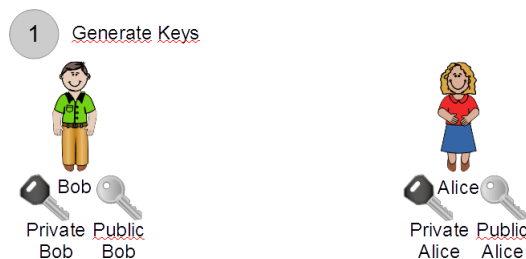 1 Generate Keys
Bob Alice
Private Public Private Public
Bob Bob Alice Alice